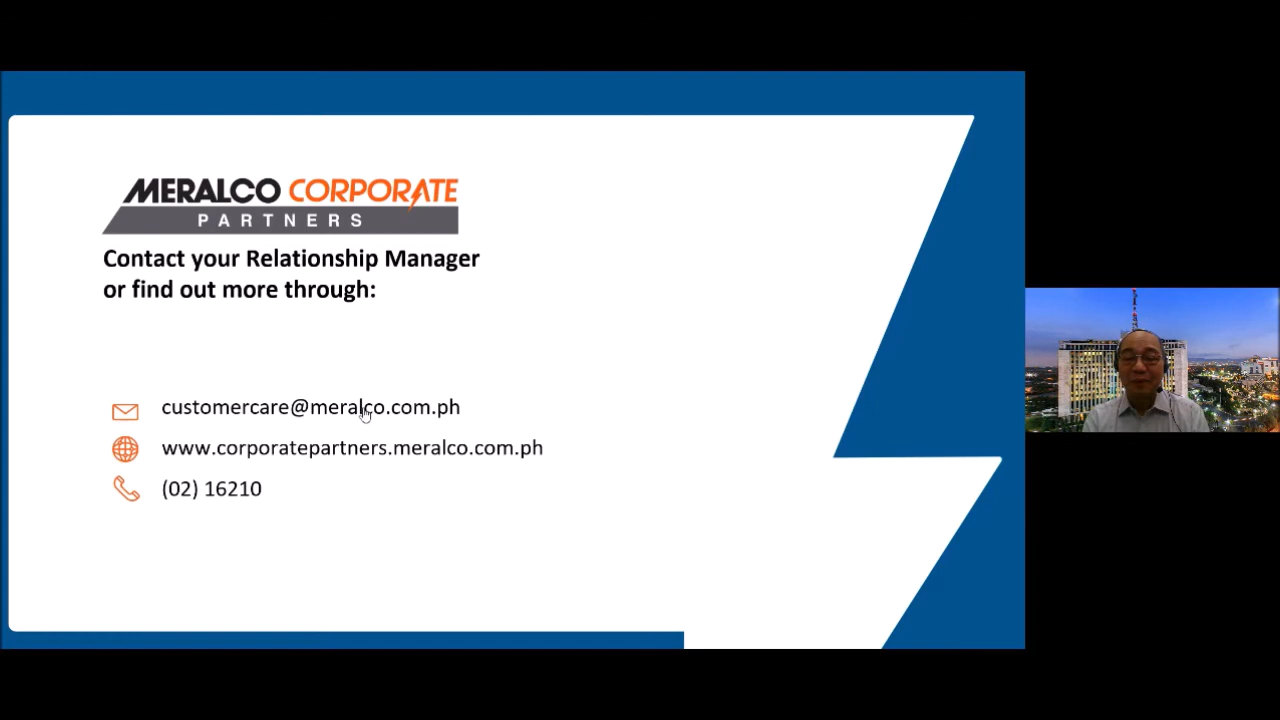 MERALCO CORPORATE
PARTNERS
Contact your Relationship Manager
or find out more through:
customercare@meralco.com.ph
www.corporatepartners.meralco.com.ph
(02) 16210